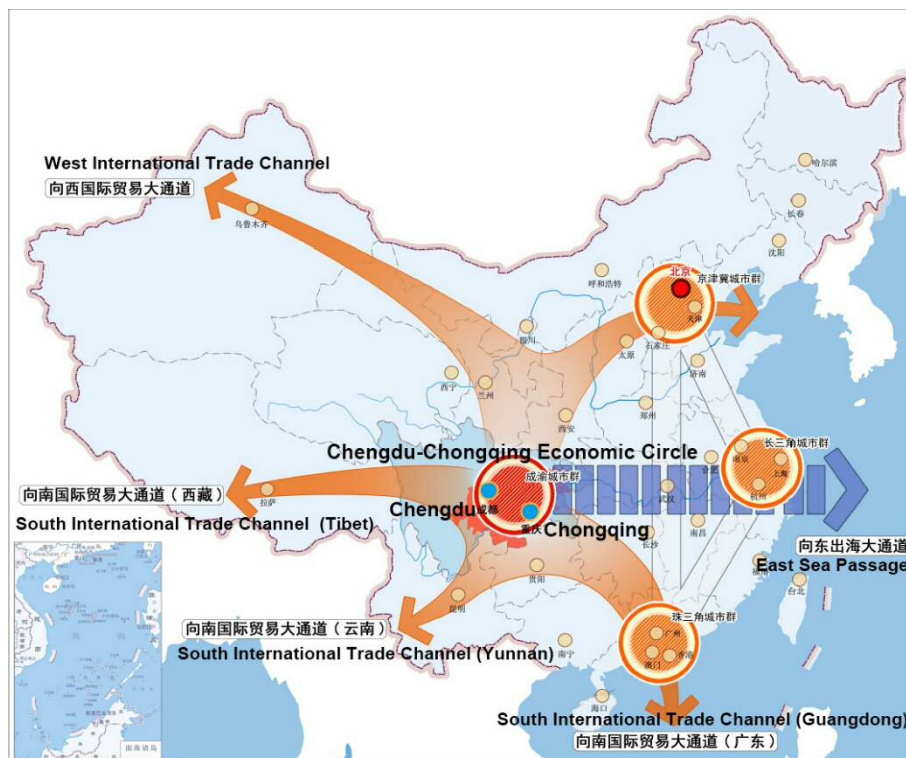 哈尔滨
West International Trade Channel
向西国际贸易大通道
长春
乌鲁木齐
沈阳
北京
京津冀城市群
呼和浩特
天津
银川
石家庄
太原
济南
西宁
兰州
郑州
西安
Chengdu-Chongqing Economic Circle
长三角城市群
南京
合肥
上海
成渝城市群
杭州
武汉
向南国际贸易大通道（西藏）
拉萨
Chengdu
成都
South International Trade Channel (Tibet)
重庆
Chongqing
南昌
长沙
向东出海大通道
East Sea Passage
贵阳
台北
昆明
珠三角城市群
向南国际贸易大通道（云南）
广州
South International Trade Channel (Yunnan)
南宁
澳门
香港
海口
South International Trade Channel (Guangdong)
向南国际贸易大通道（广东）
南海诸岛